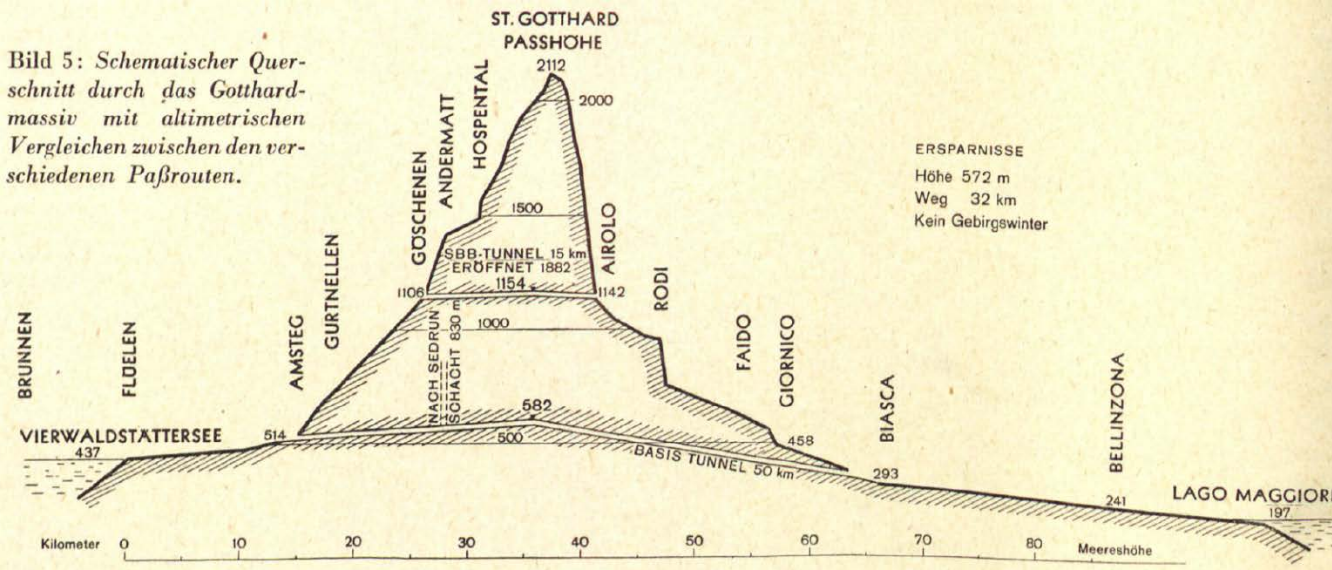 Bild 5: Schematischer Quer-
schnitt durch das Gotthard-
massiv mit altimetrischen
Vergleichen zwischen den ver-
schiedenen Paßrouten.
ST. GOTTHARD
PASSHÖHE
2112
2000
HOSPENTAL
ANDERMATT
GÖSCHENEN
1500
ERSPARNISSE
Höhe 572 m
Weg 32 km
Kein Gebirgswinter
SBB-TUNNEL 15 km
ERÖFFNET 1882
1154
1106
1142
AIROLO
RODI
GURTNELLEN
AMSTEG
FLÜELEN
BRUNNEN
1000
NACH SEDRUN
SCHACHT 830 m
FAIDO
GIORNICO
BIASCA
BELLINZONA
582
VIERWALDSTÄTTERSEE
437
514
500
458
BASIS TUNNEL 50 km
293
241
LAGO MAGGIORE
197
Kilometer 0 10 20 30 40 50 60 70 80 Meereshöhe